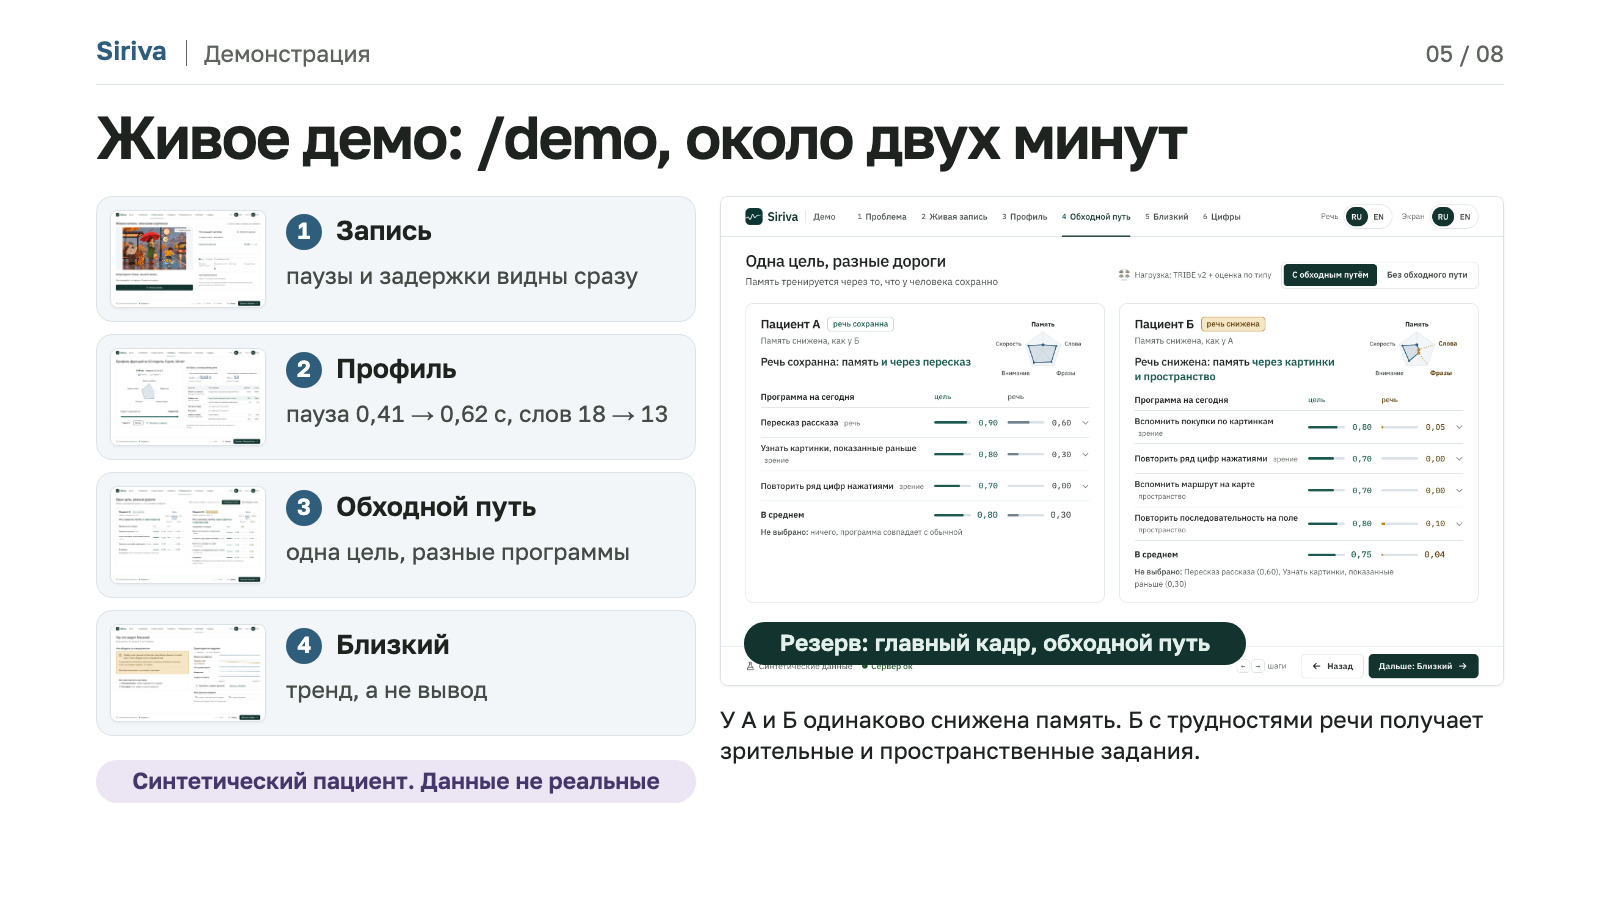 Siriva
Демонстрация
05 / 08
Живое демо: /demo, около двух минут
1 Запись
паузы и задержки видны сразу
2 Профиль
пауза 0,41 → 0,62 с, слов 18 → 13
3 Обходной путь
одна цель, разные программы
4 Близкий
тренд, а не вывод
Синтетический пациент. Данные не реальные
Siriva Демо 1 Проблема 2 Живая запись 3 Профиль 4 Обходной путь 5 Близкий 6 Цифры Речь RU EN Экран RU EN
Одна цель, разные дороги
Память тренируется через то, что у человека сохранно
Нагрузка: TRIBE v2 + оценка по типу
С обходным путём
Без обходного пути
Пациент А речь сохранна
Память снижена, как у Б
Речь сохранна: память и через пересказ
Память
Скорость
Слова
Внимание
Фразы
Программа на сегодня цель речь
Пересказ рассказа речь 0,90 0,60
Узнать картинки, показанные раньше 0,80 0,30
зрение
Повторить ряд цифр нажатиями зрение 0,70 0,00
В среднем 0,80 0,30
Не выбрано: ничего, программа совпадает с обычной
Пациент Б речь снижена
Память снижена, как у А
Речь снижена: память через картинки
и пространство
Память
Скорость
Слова
Внимание
Фразы
Программа на сегодня цель речь
Вспомнить покупки по картинкам 0,80 0,05
зрение
Повторить ряд цифр нажатиями зрение 0,70 0,00
Вспомнить маршрут на карте 0,70 0,00
пространство
Повторить последовательность на поле 0,80 0,10
пространство
В среднем 0,75 0,04
Не выбрано: Пересказ рассказа (0,60), Узнать картинки, показанные
раньше (0,30)
Резерв: главный кадр, обходной путь
Синтетические данные Сервер ок
← → шаги
← Назад
Дальше: Близкий →
У А и Б одинаково снижена память. Б с трудностями речи получает
зрительные и пространственные задания.